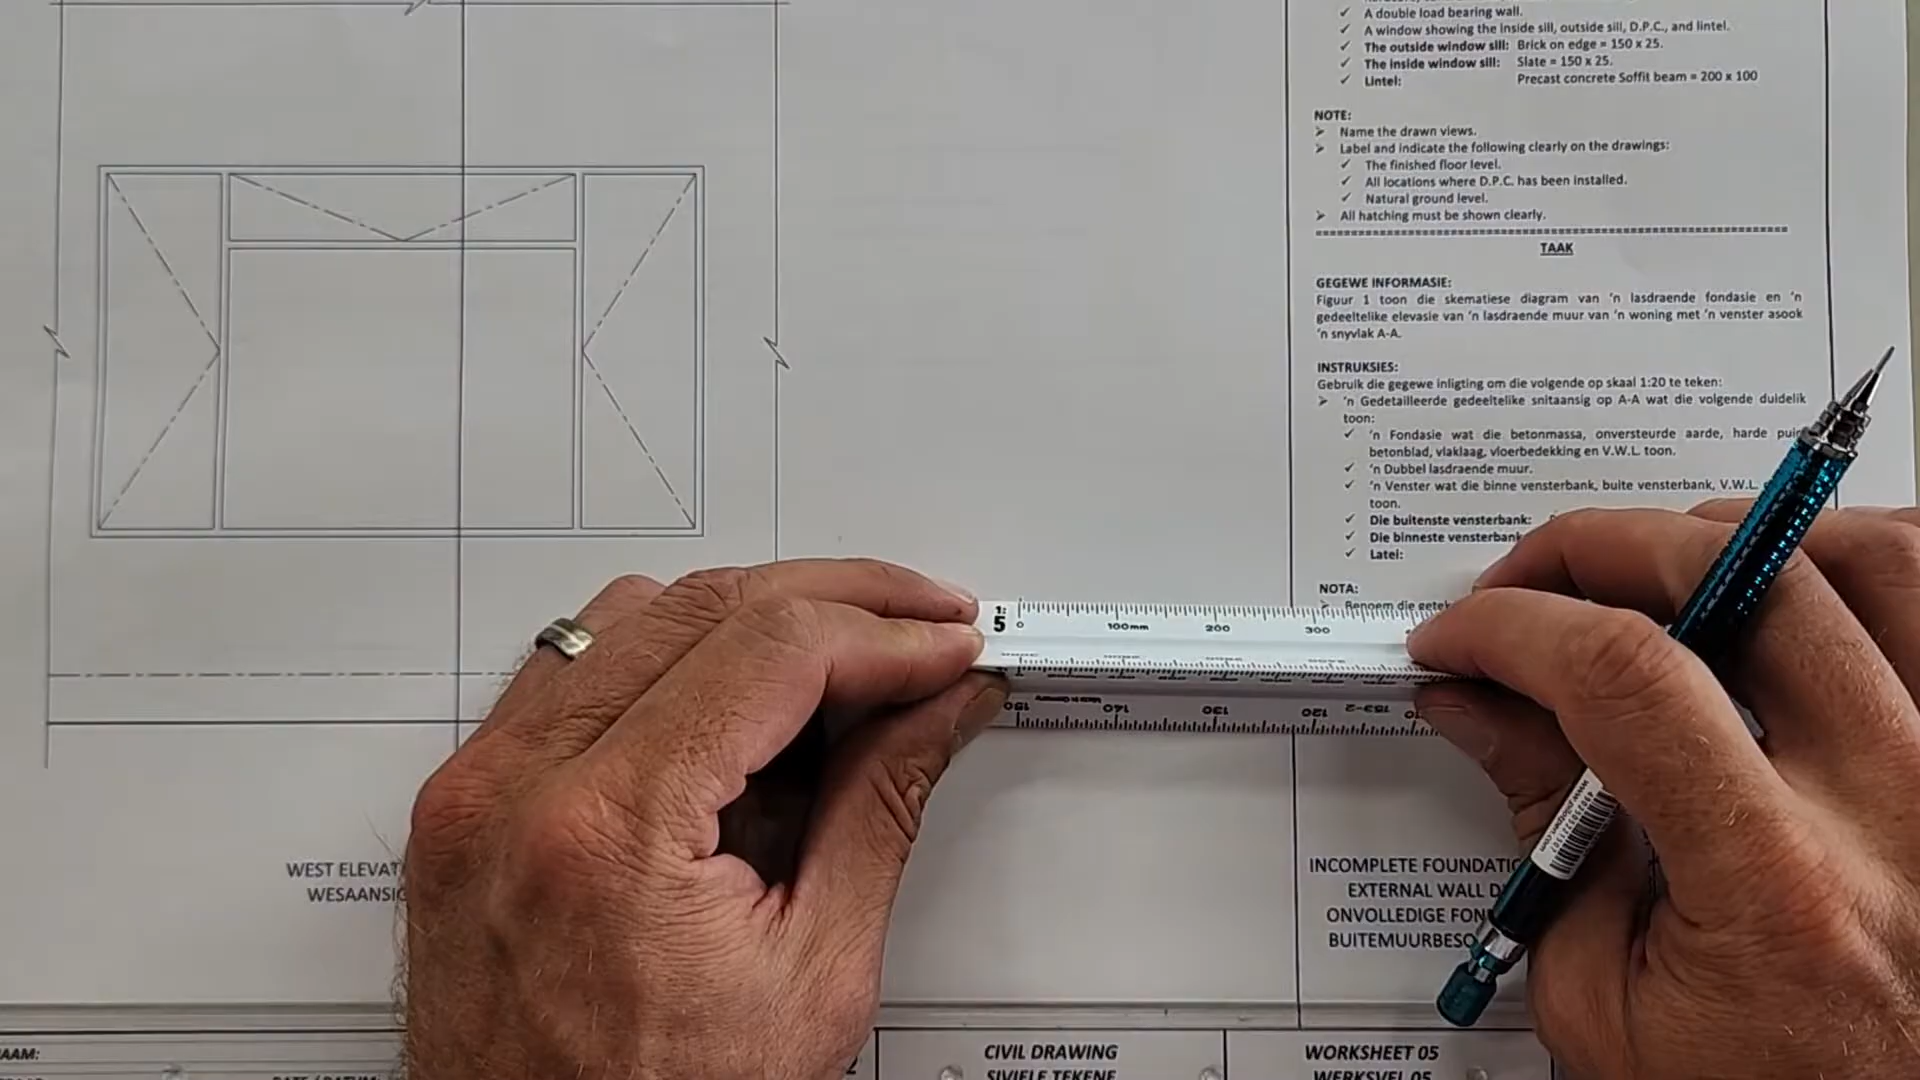 A double load bearing wall.
A window showing the inside sill, outside sill, D.P.C., and lintel.
The outside window sill: Brick on edge = 150 x 25.
The inside window sill: Slate = 150 x 25.
Lintel: Precast concrete Soffit beam = 200 x 100
NOTE:
Name the drawn views.
Label and indicate the following clearly on the drawings:
The finished floor level.
All locations where D.P.C. has been installed.
Natural ground level.
All hatching must be shown clearly.
TAAK
GEGEWE INFORMASIE:
Figuur 1 toon die skematiese diagram van 'n lasdraende fondasie en 'n
gedeeltelike elevasie van 'n lasdraende muur van 'n woning met 'n venster asook
'n snyvlak A-A.
INSTRUKSIES:
Gebruik die gegewe inligting om die volgende op skaal 1:20 te teken:
'n Gedetailleerde gedeeltelike snitaansig op A-A wat die volgende duidelik
toon:
'n Fondasie wat die betonmassa, onversteurde aarde, harde puin
betonblad, vlaklaag, vloerbedekking en V.W.L. toon.
'n Dubbel lasdraende muur.
'n Venster wat die binne vensterbank, buite vensterbank, V.W.L.
toon.
Die buitenste vensterbank:
Die binneste vensterbank
Latei:
NOTA:
Benoem die
1:
5 0 100mm 200 300
150 140 130 120 153-2
Made in Germany
WEST
WESAANSIG
INCOMPLETE
EXTERNAL WALL
ONVOLLEDIGE
CIVIL DRAWING
SIVIELE TEKENE
WORKSHEET 05
WERKSVEL 05